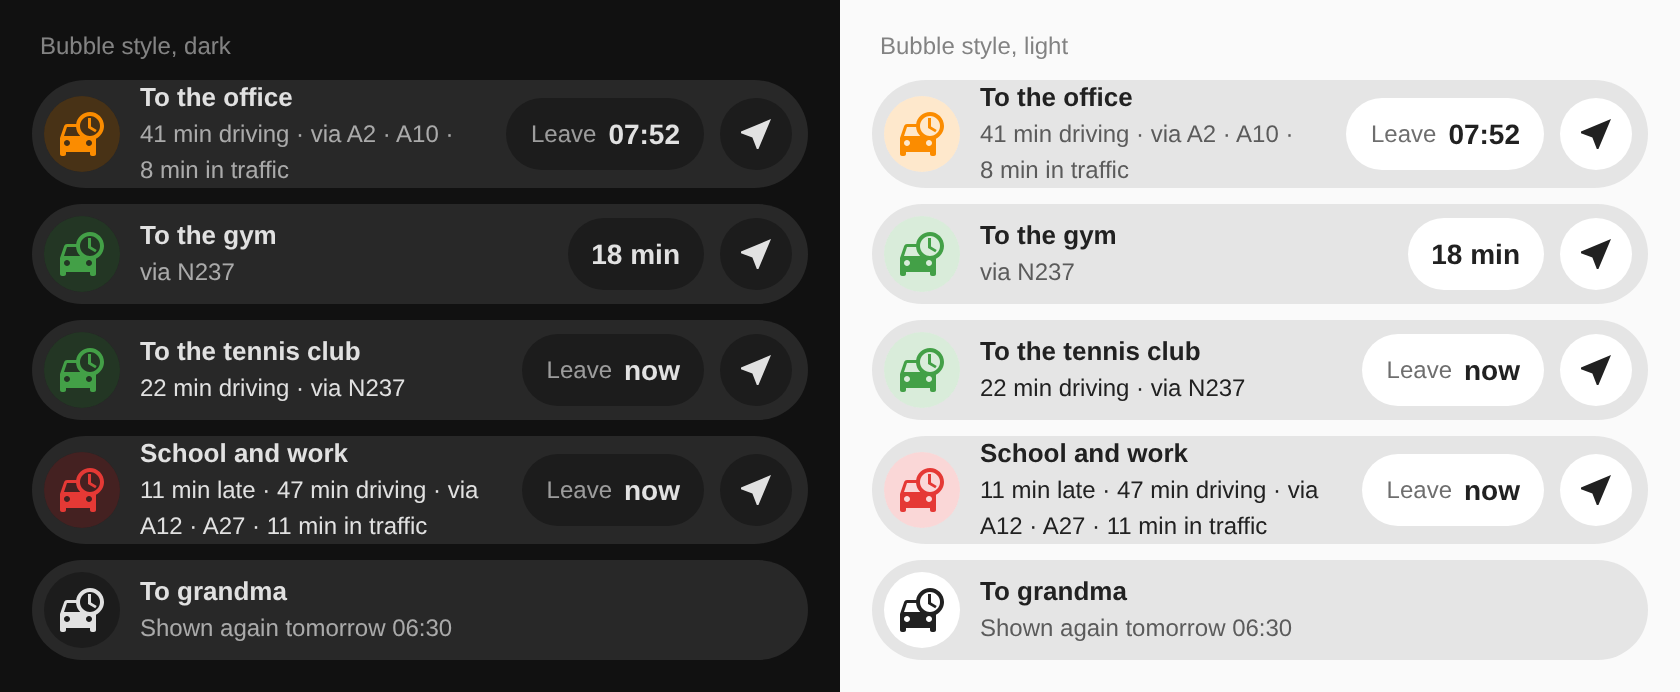 Bubble style, dark
To the office
41 min driving · via A2 · A10 ·
8 min in traffic
Leave 07:52
To the gym
via N237
18 min
To the tennis club
22 min driving · via N237
Leave now
School and work
11 min late · 47 min driving · via
A12 · A27 · 11 min in traffic
Leave now
To grandma
Shown again tomorrow 06:30
Bubble style, light
To the office
41 min driving · via A2 · A10 ·
8 min in traffic
Leave 07:52
To the gym
via N237
18 min
To the tennis club
22 min driving · via N237
Leave now
School and work
11 min late · 47 min driving · via
A12 · A27 · 11 min in traffic
Leave now
To grandma
Shown again tomorrow 06:30